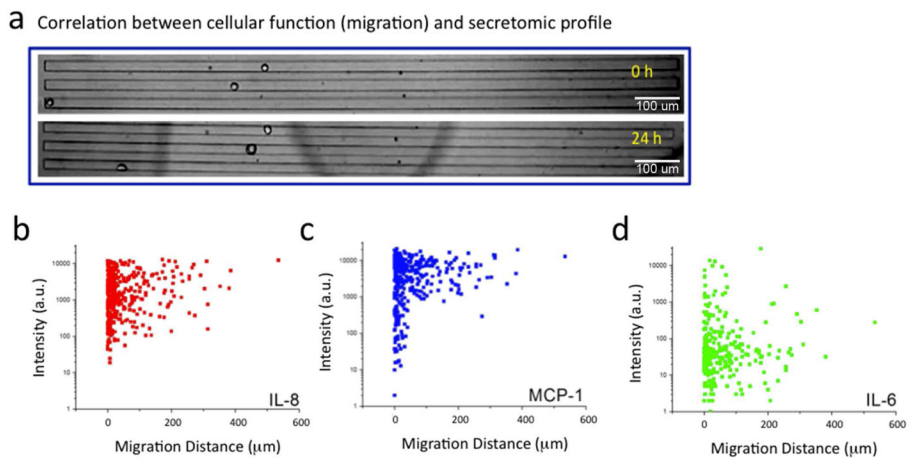 a Correlation between cellular function (migration) and secretomic profile
0 h
100 um
24 h
100 um
b
Intensity (a.u.)
10000
1000
100
10
1
0 200 400 600
IL-8
Migration Distance (μm)
c
Intensity (a.u.)
10000
1000
100
10
1
0 200 400 600
MCP-1
Migration Distance (μm)
d
Intensity (a.u.)
10000
1000
100
10
1
0 200 400 600
IL-6
Migration Distance (μm)